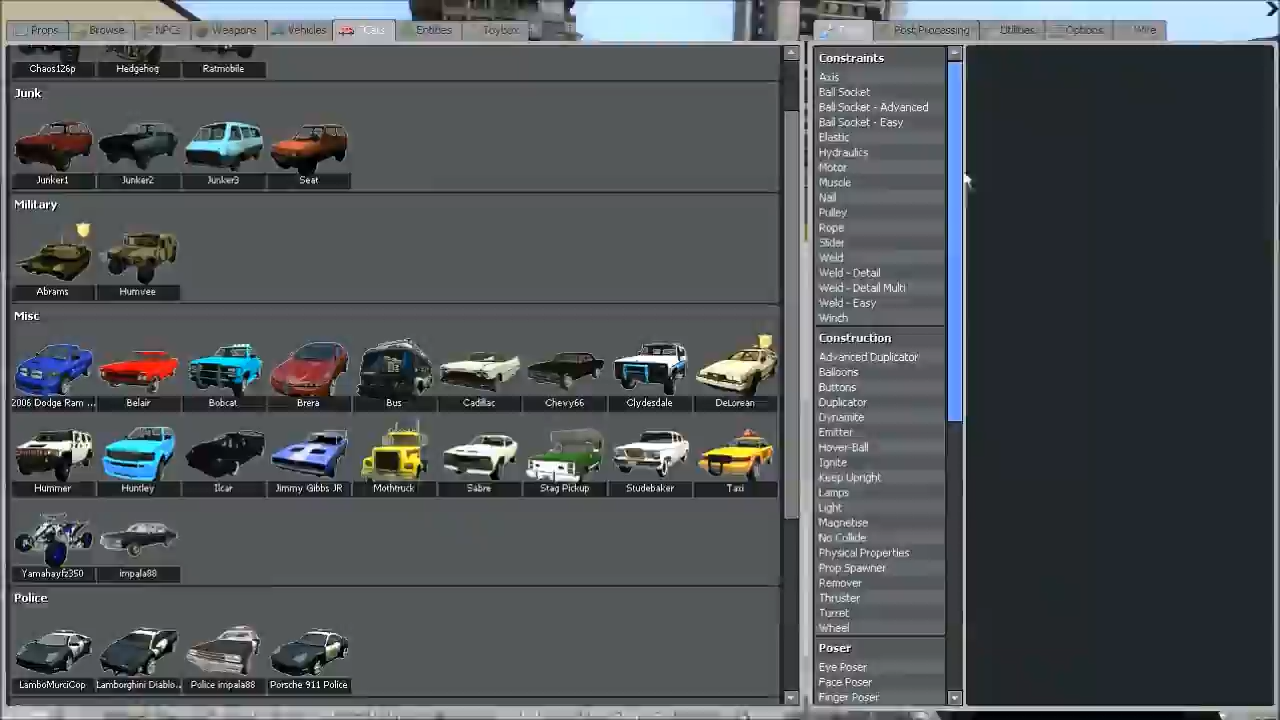 Props Browse NPCs Weapons Vehicles Cars Entities Toybox
Post Processing Utilities Options Wire
Chaos126p Hedgehog Ratmobile
Junk
Junker1 Junker2 Junker3 Seat
Military
Abrams Humvee
Misc
2006 Dodge Ram ... Belair Bobcat Brera Bus Cadillac Chevy66 Clydesdale DeLorean
Hummer Huntley Ilcar Jimmy Gibbs JR Mothtruck Sabre Stag Pickup Studebaker Taxi
Yamahayfz350 impala88
Police
LamboMurciCop Lamborghini Diablo... Police impala88 Porsche 911 Police
Constraints
Axis
Ball Socket
Ball Socket - Advanced
Ball Socket - Easy
Elastic
Hydraulics
Motor
Muscle
Nail
Pulley
Rope
Slider
Weld
Weld - Detail
Weld - Detail Multi
Weld - Easy
Winch
Construction
Advanced Duplicator
Balloons
Buttons
Duplicator
Dynamite
Emitter
Hover-Ball
Ignite
Keep Upright
Lamps
Light
Magnetise
No Collide
Physical Properties
Prop Spawner
Remover
Thruster
Turret
Wheel
Poser
Eye Poser
Face Poser
Finger Poser